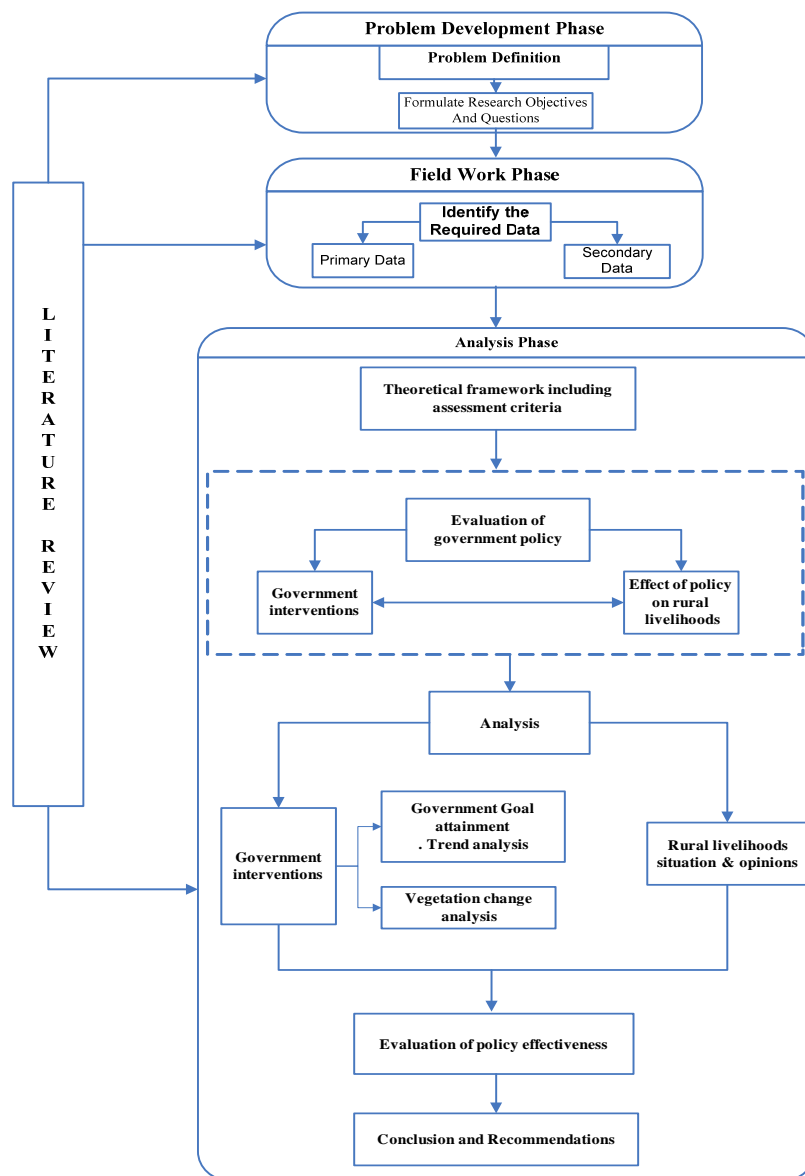 Problem Development Phase
Problem Definition
Formulate Research Objectives
And Questions
Field Work Phase
Identify the
Required Data
Primary Data
Secondary
Data
LITERATURE REVIEW
Analysis Phase
Theoretical framework including
assessment criteria
Evaluation of
government policy
Government
interventions
Effect of policy
on rural
livelihoods
Analysis
Government
interventions
Government Goal
attainment
. Trend analysis
Vegetation change
analysis
Rural livelihoods
situation & opinions
Evaluation of policy effectiveness
Conclusion and Recommendations